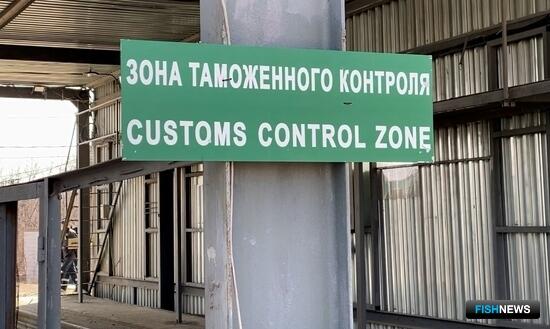 ЗОНА ТАМОЖЕННОГО КОНТРОЛЯ
CUSTOMS CONTROL ZONE
FISHNEWS